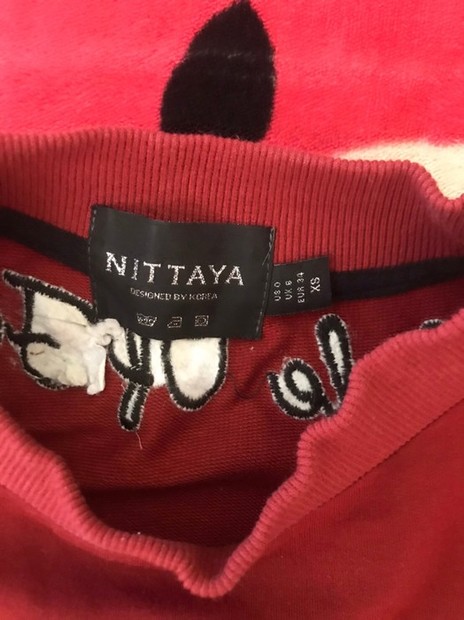 NITTAYA
DESIGNED BY KOREA
US 0
UK 6
EUR 34
XS